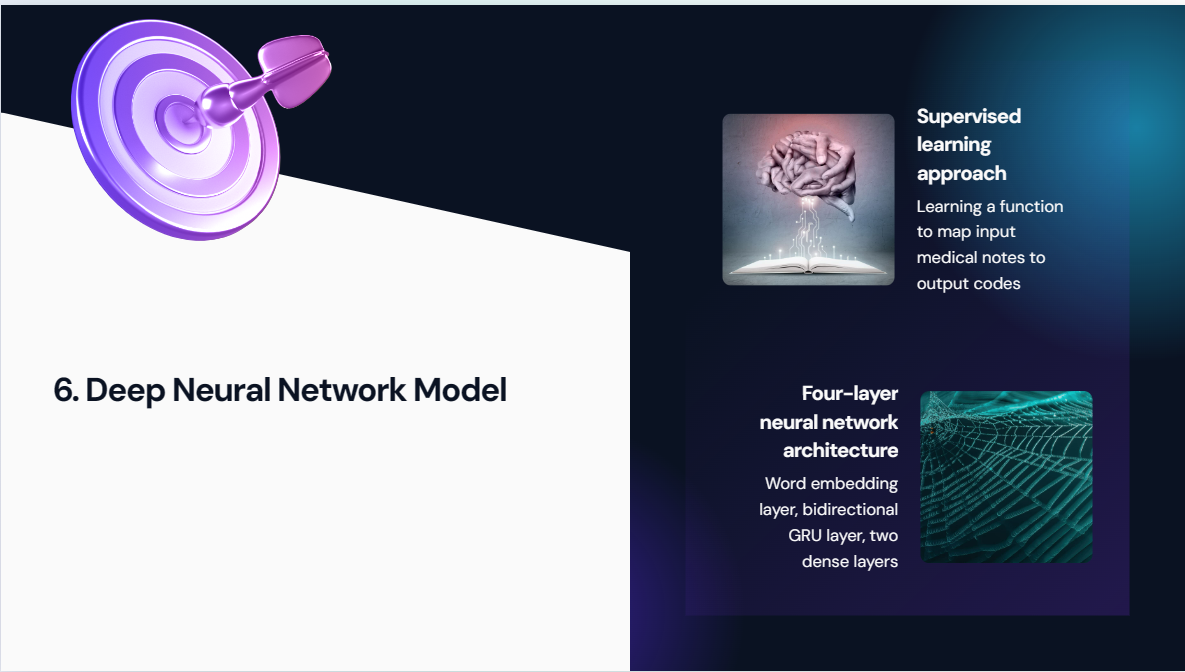 6. Deep Neural Network Model
Supervised
learning
approach
Learning a function
to map input
medical notes to
output codes
Four-layer
neural network
architecture
Word embedding
layer, bidirectional
GRU layer, two
dense layers